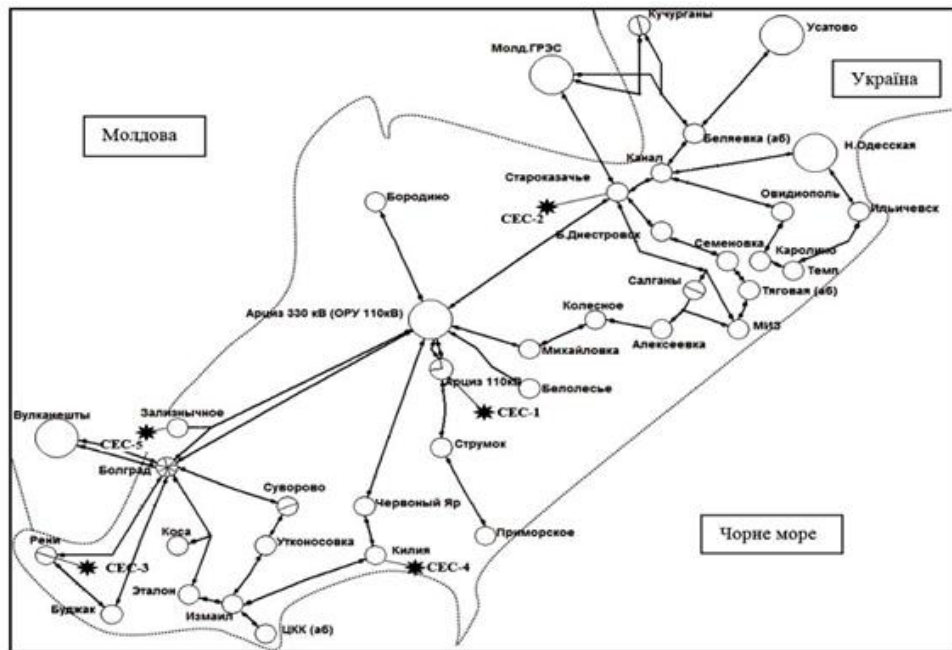 Кучурганы
Усатово
Молд.ГРЭС
Україна
Молдова
Беляевка (аб)
Н.Одесская
Канал
Староказачье
Бородино
Овидиополь
СЕС-2
Ильичевск
Б.Днестровск
Семеновка
Каролино
Темп
Салганы
Тяговая (аб)
Колесное
Арциз 330 кВ (ОРУ 110кВ)
МИЗ
Михайловка
Алексеевка
Арциз 110кВ
Белолесье
Зализнычное
Вулканешты
СЕС-1
СЕС-5
Струмок
Болград
Суворово
Червоный Яр
Приморское
Чорне море
Рени
Коса
Утконосовка
Килия
СЕС-3
СЕС-4
Эталон
Буджак
Измаил
ЦКК (аб)